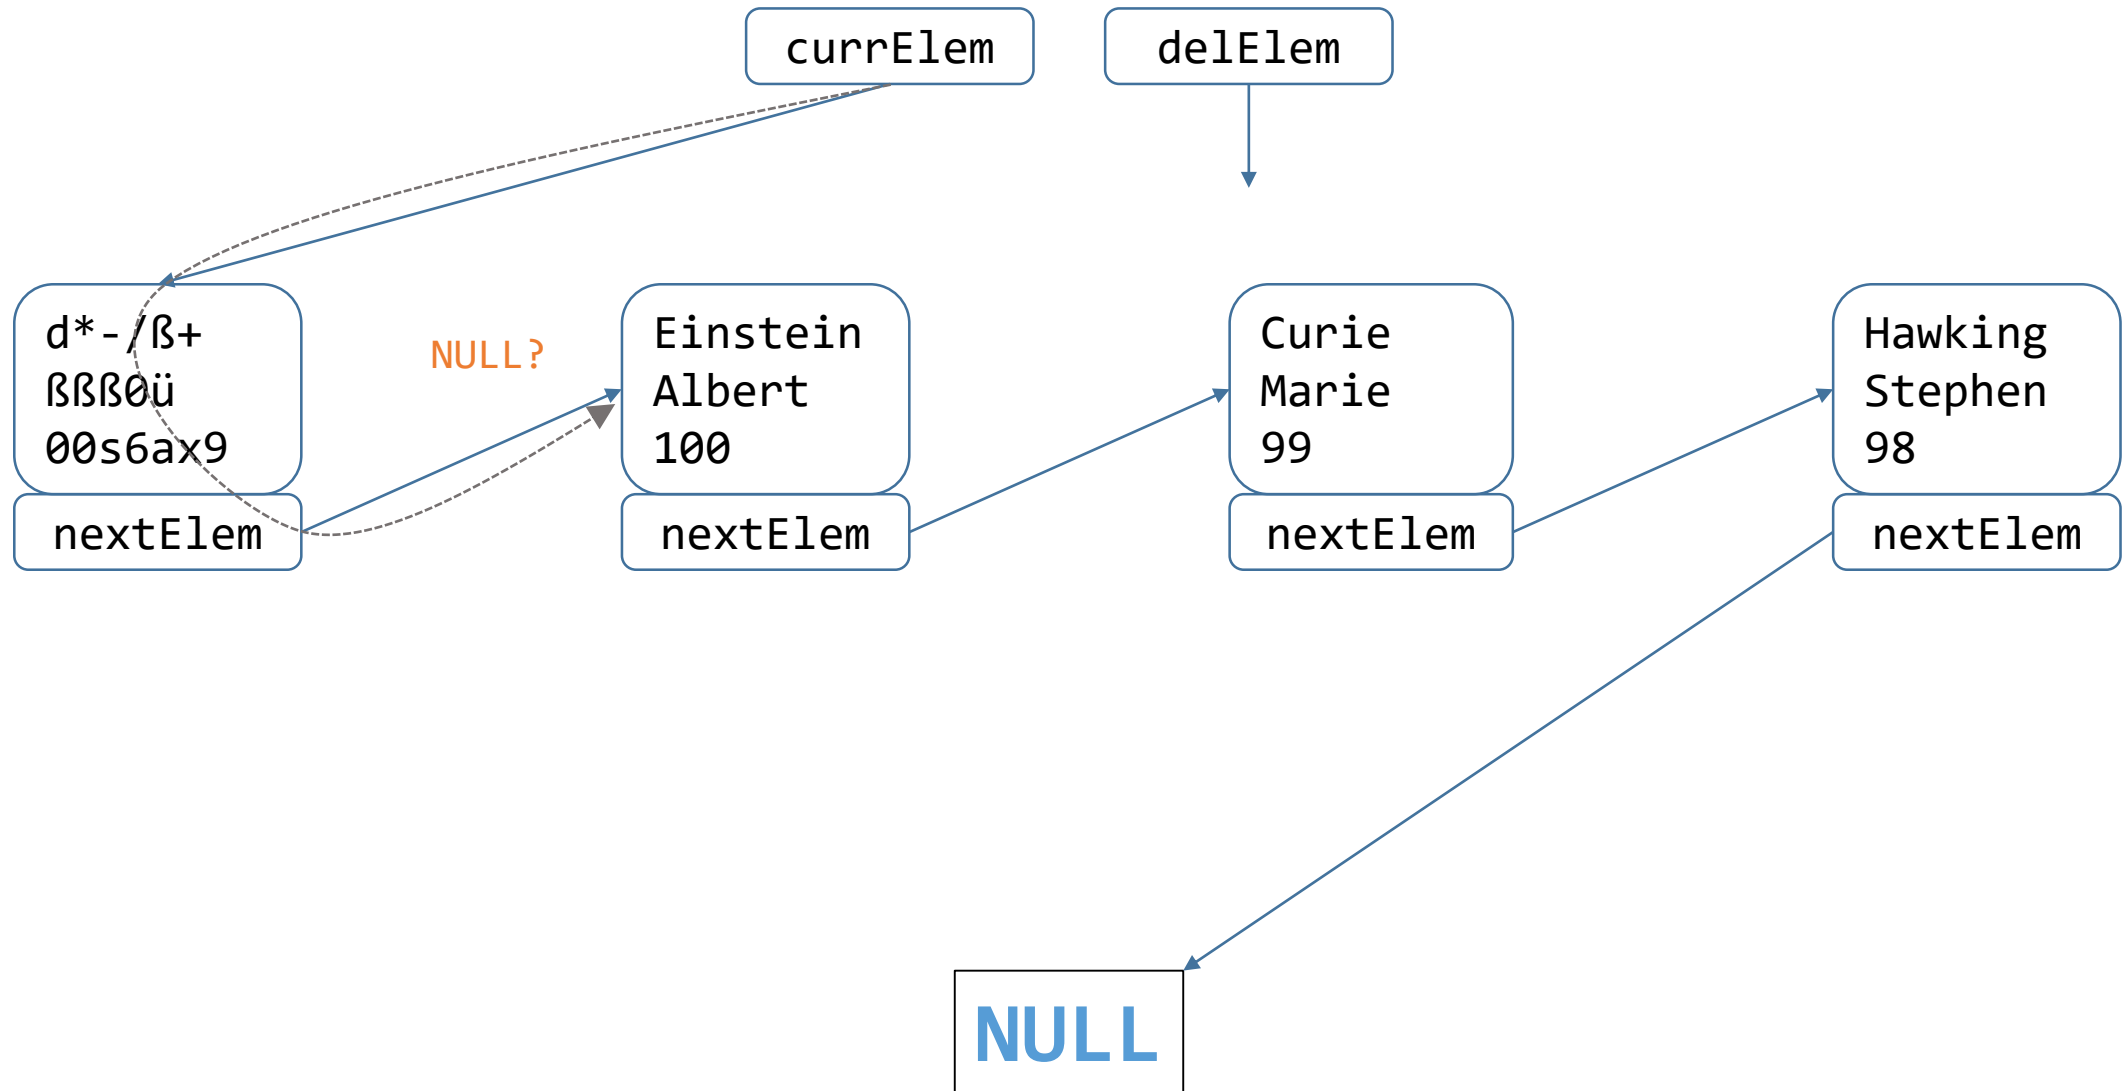 currElem
delElem
d*-/ß+
ßßß0ü
00s6ax9
nextElem
NULL?
Einstein
Albert
100
nextElem
Curie
Marie
99
nextElem
Hawking
Stephen
98
nextElem
NULL